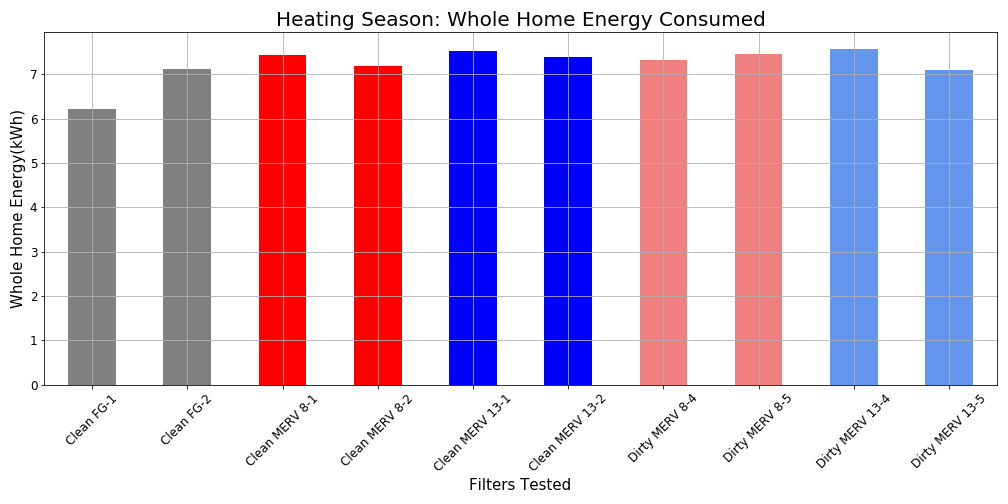 Heating Season: Whole Home Energy Consumed
Whole Home Energy(kWh)
7
6
5
4
3
2
1
0
Clean FG-1
Clean FG-2
Clean MERV 8-1
Clean MERV 8-2
Clean MERV 13-1
Clean MERV 13-2
Dirty MERV 8-4
Dirty MERV 8-5
Dirty MERV 13-4
Dirty MERV 13-5
Filters Tested